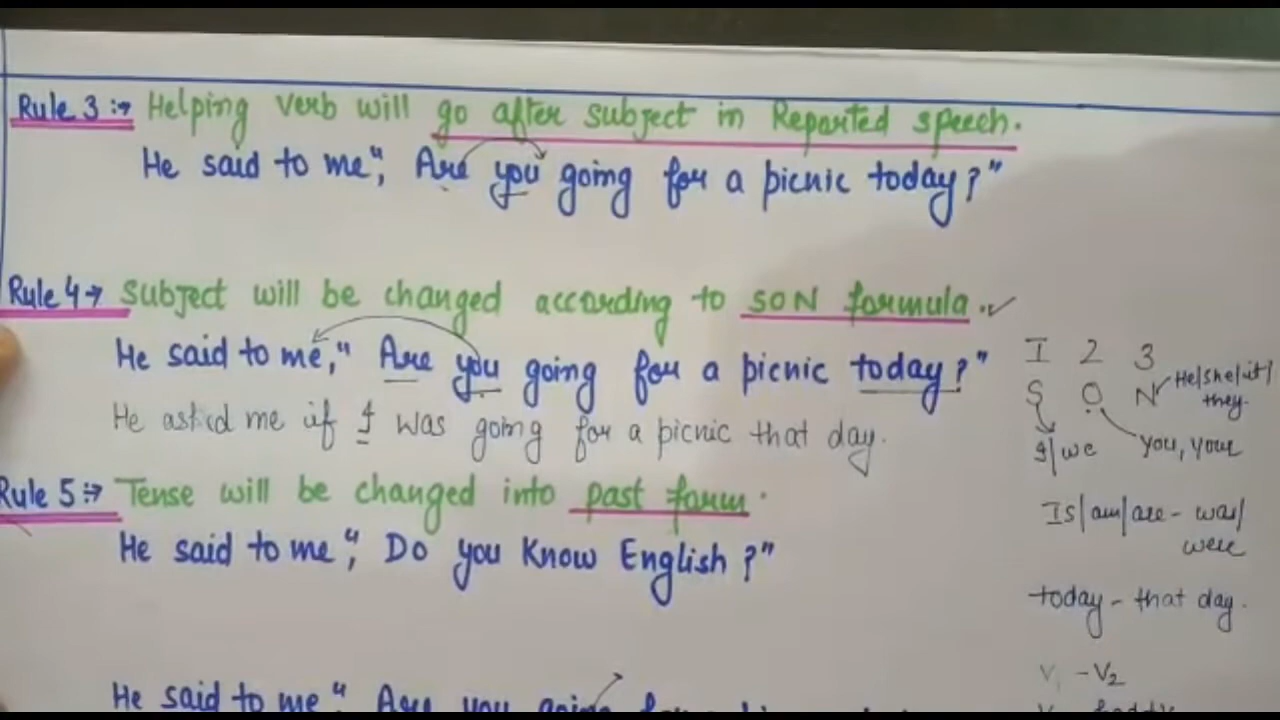 Rule 3 :→ Helping verb will go after subject in Reported speech.
He said to me", Are you going for a picnic today?"
Rule 4→ Subject will be changed according to SON formula.
He said to me," Are you going for a picnic today?"
He asked me if I was going for a picnic that day.
Rule 5:→ Tense will be changed into past form.
He said to me", Do you Know English?"
He said to me", Are you going for a
I 2 3
S O N He/she/it/
they.
I/we you, your
Is/am/are - was/
were
today - that day.
V1 - V2